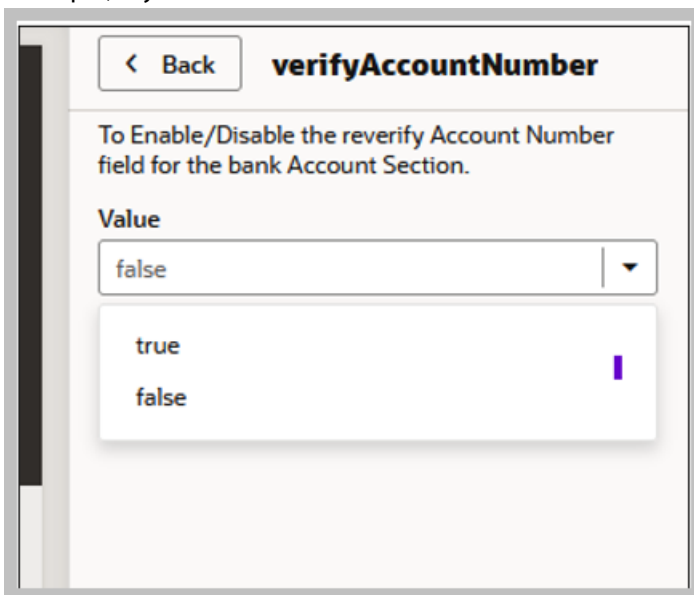 Back
verifyAccountNumber
To Enable/Disable the reverify Account Number
field for the bank Account Section.
Value
false
true
false